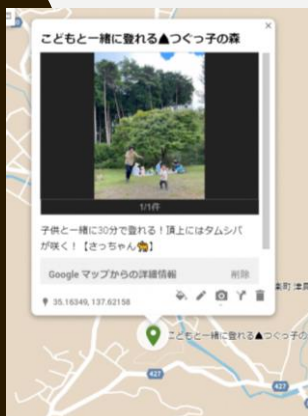 こどもと一緒に登れる▲つぐっ子の森
×
1/1件
子供と一緒に30分で登れる！頂上にはタムシバ
が咲く！【さっちゃん🙋】
Google マップからの詳細情報 削除
35.16349, 137.62158
こどもと一緒に登れる▲つぐっ子の
427
427
427